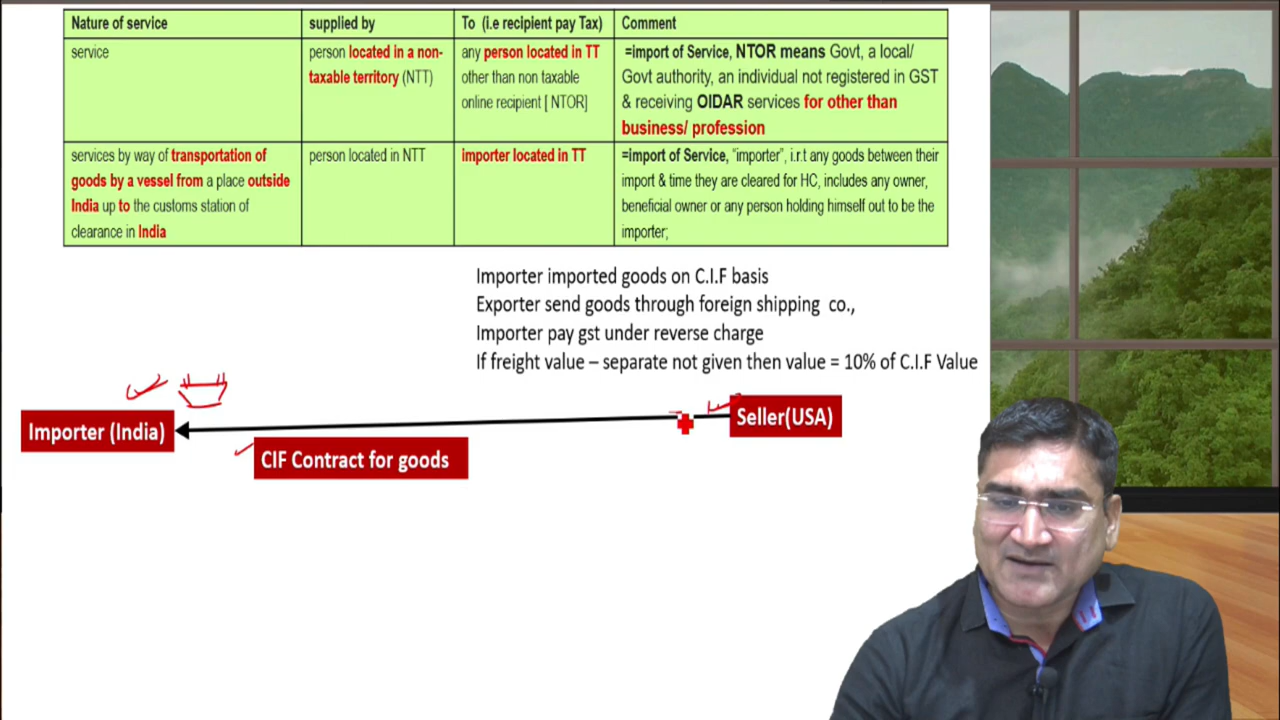 Nature of service
supplied by
To (i.e recipient pay Tax)
Comment
service
person located in a non-
taxable territory (NTT)
any person located in TT
other than non taxable
online recipient [ NTOR]
=import of Service, NTOR means Govt, a local/
Govt authority, an individual not registered in GST
& receiving OIDAR services for other than
business/ profession
services by way of transportation of
goods by a vessel from a place outside
India up to the customs station of
clearance in India
person located in NTT
importer located in TT
=import of Service, “importer”, i.r.t any goods between their
import & time they are cleared for HC, includes any owner,
beneficial owner or any person holding himself out to be the
importer;
Importer imported goods on C.I.F basis
Exporter send goods through foreign shipping co.,
Importer pay gst under reverse charge
If freight value – separate not given then value = 10% of C.I.F Value
Importer (India)
Seller(USA)
CIF Contract for goods